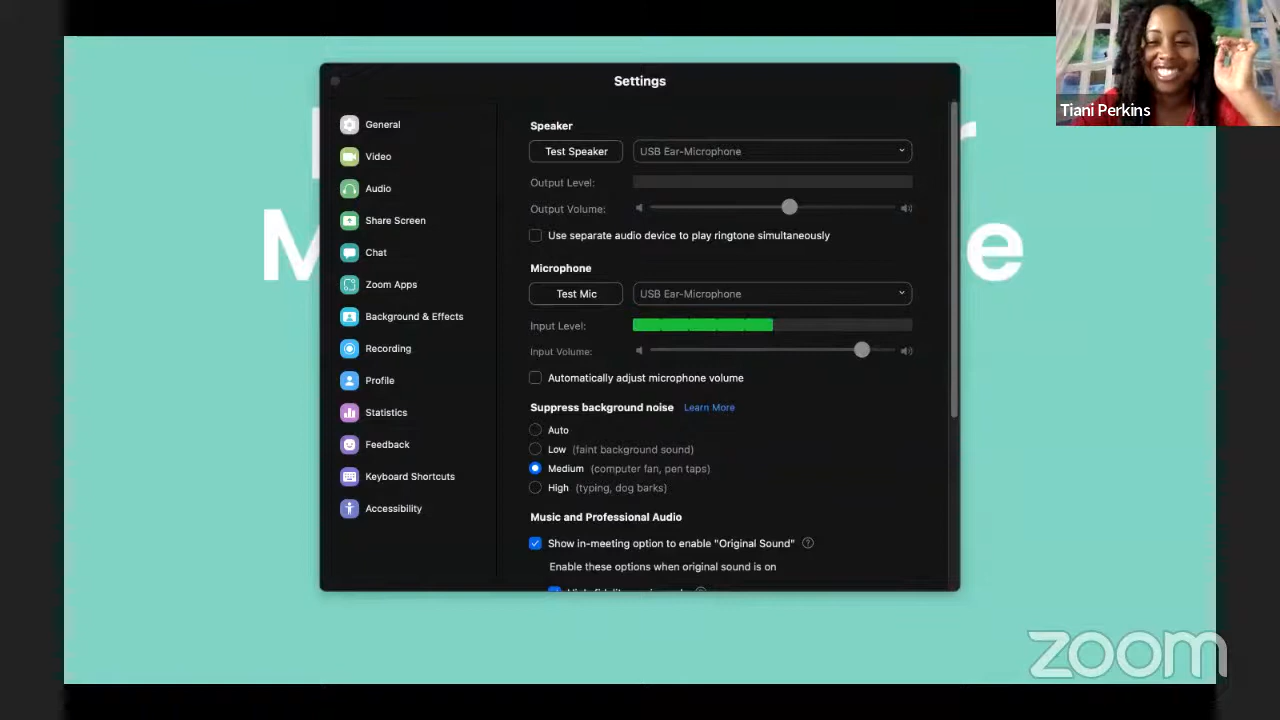 Settings
General
Video
Audio
Share Screen
Chat
Zoom Apps
Background & Effects
Recording
Profile
Statistics
Feedback
Keyboard Shortcuts
Accessibility
Speaker
Test Speaker USB Ear-Microphone
Output Level:
Output Volume:
Use separate audio device to play ringtone simultaneously
Microphone
Test Mic USB Ear-Microphone
Input Level:
Input Volume:
Automatically adjust microphone volume
Suppress background noise Learn More
Auto
Low (faint background sound)
Medium (computer fan, pen taps)
High (typing, dog barks)
Music and Professional Audio
Show in-meeting option to enable "Original Sound" ?
Enable these options when original sound is on
Tiani Perkins
zoom